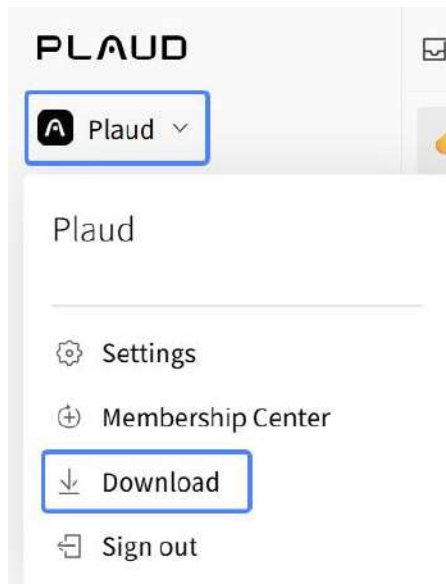 PLAUD
Plaud
Plaud
Settings
Membership Center
Download
Sign out